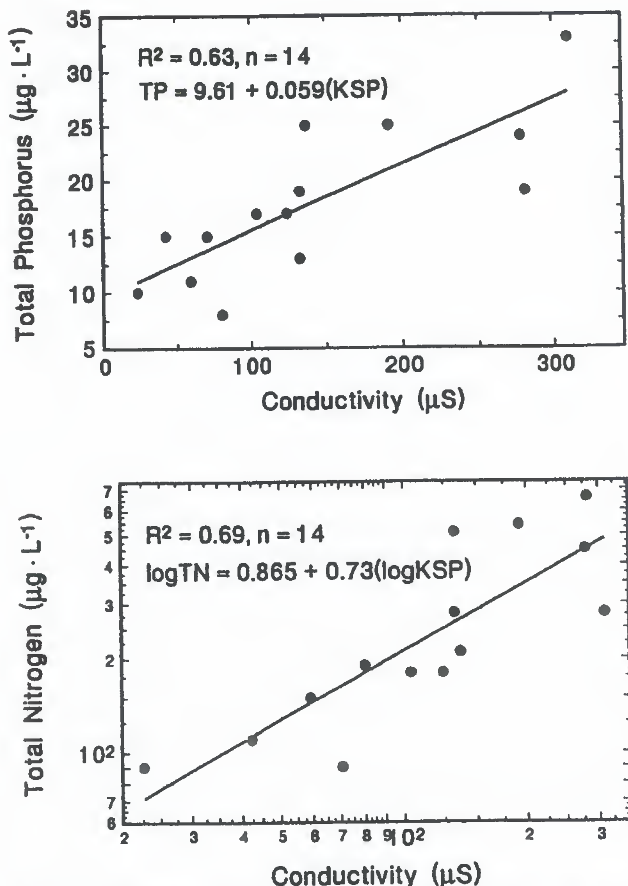 35
30
25
20
15
10
5
Total Phosphorus (µg · L-1)
R² = 0.63, n = 14
TP = 9.61 + 0.059(KSP)
0 100 200 300
Conductivity (µS)
7
6
5
4
3
2
10²
7
6
Total Nitrogen (µg · L-1)
R² = 0.69, n = 14
logTN = 0.865 + 0.73(logKSP)
2 3 4 5 6 7 8 9 10² 2 3
Conductivity (µS)